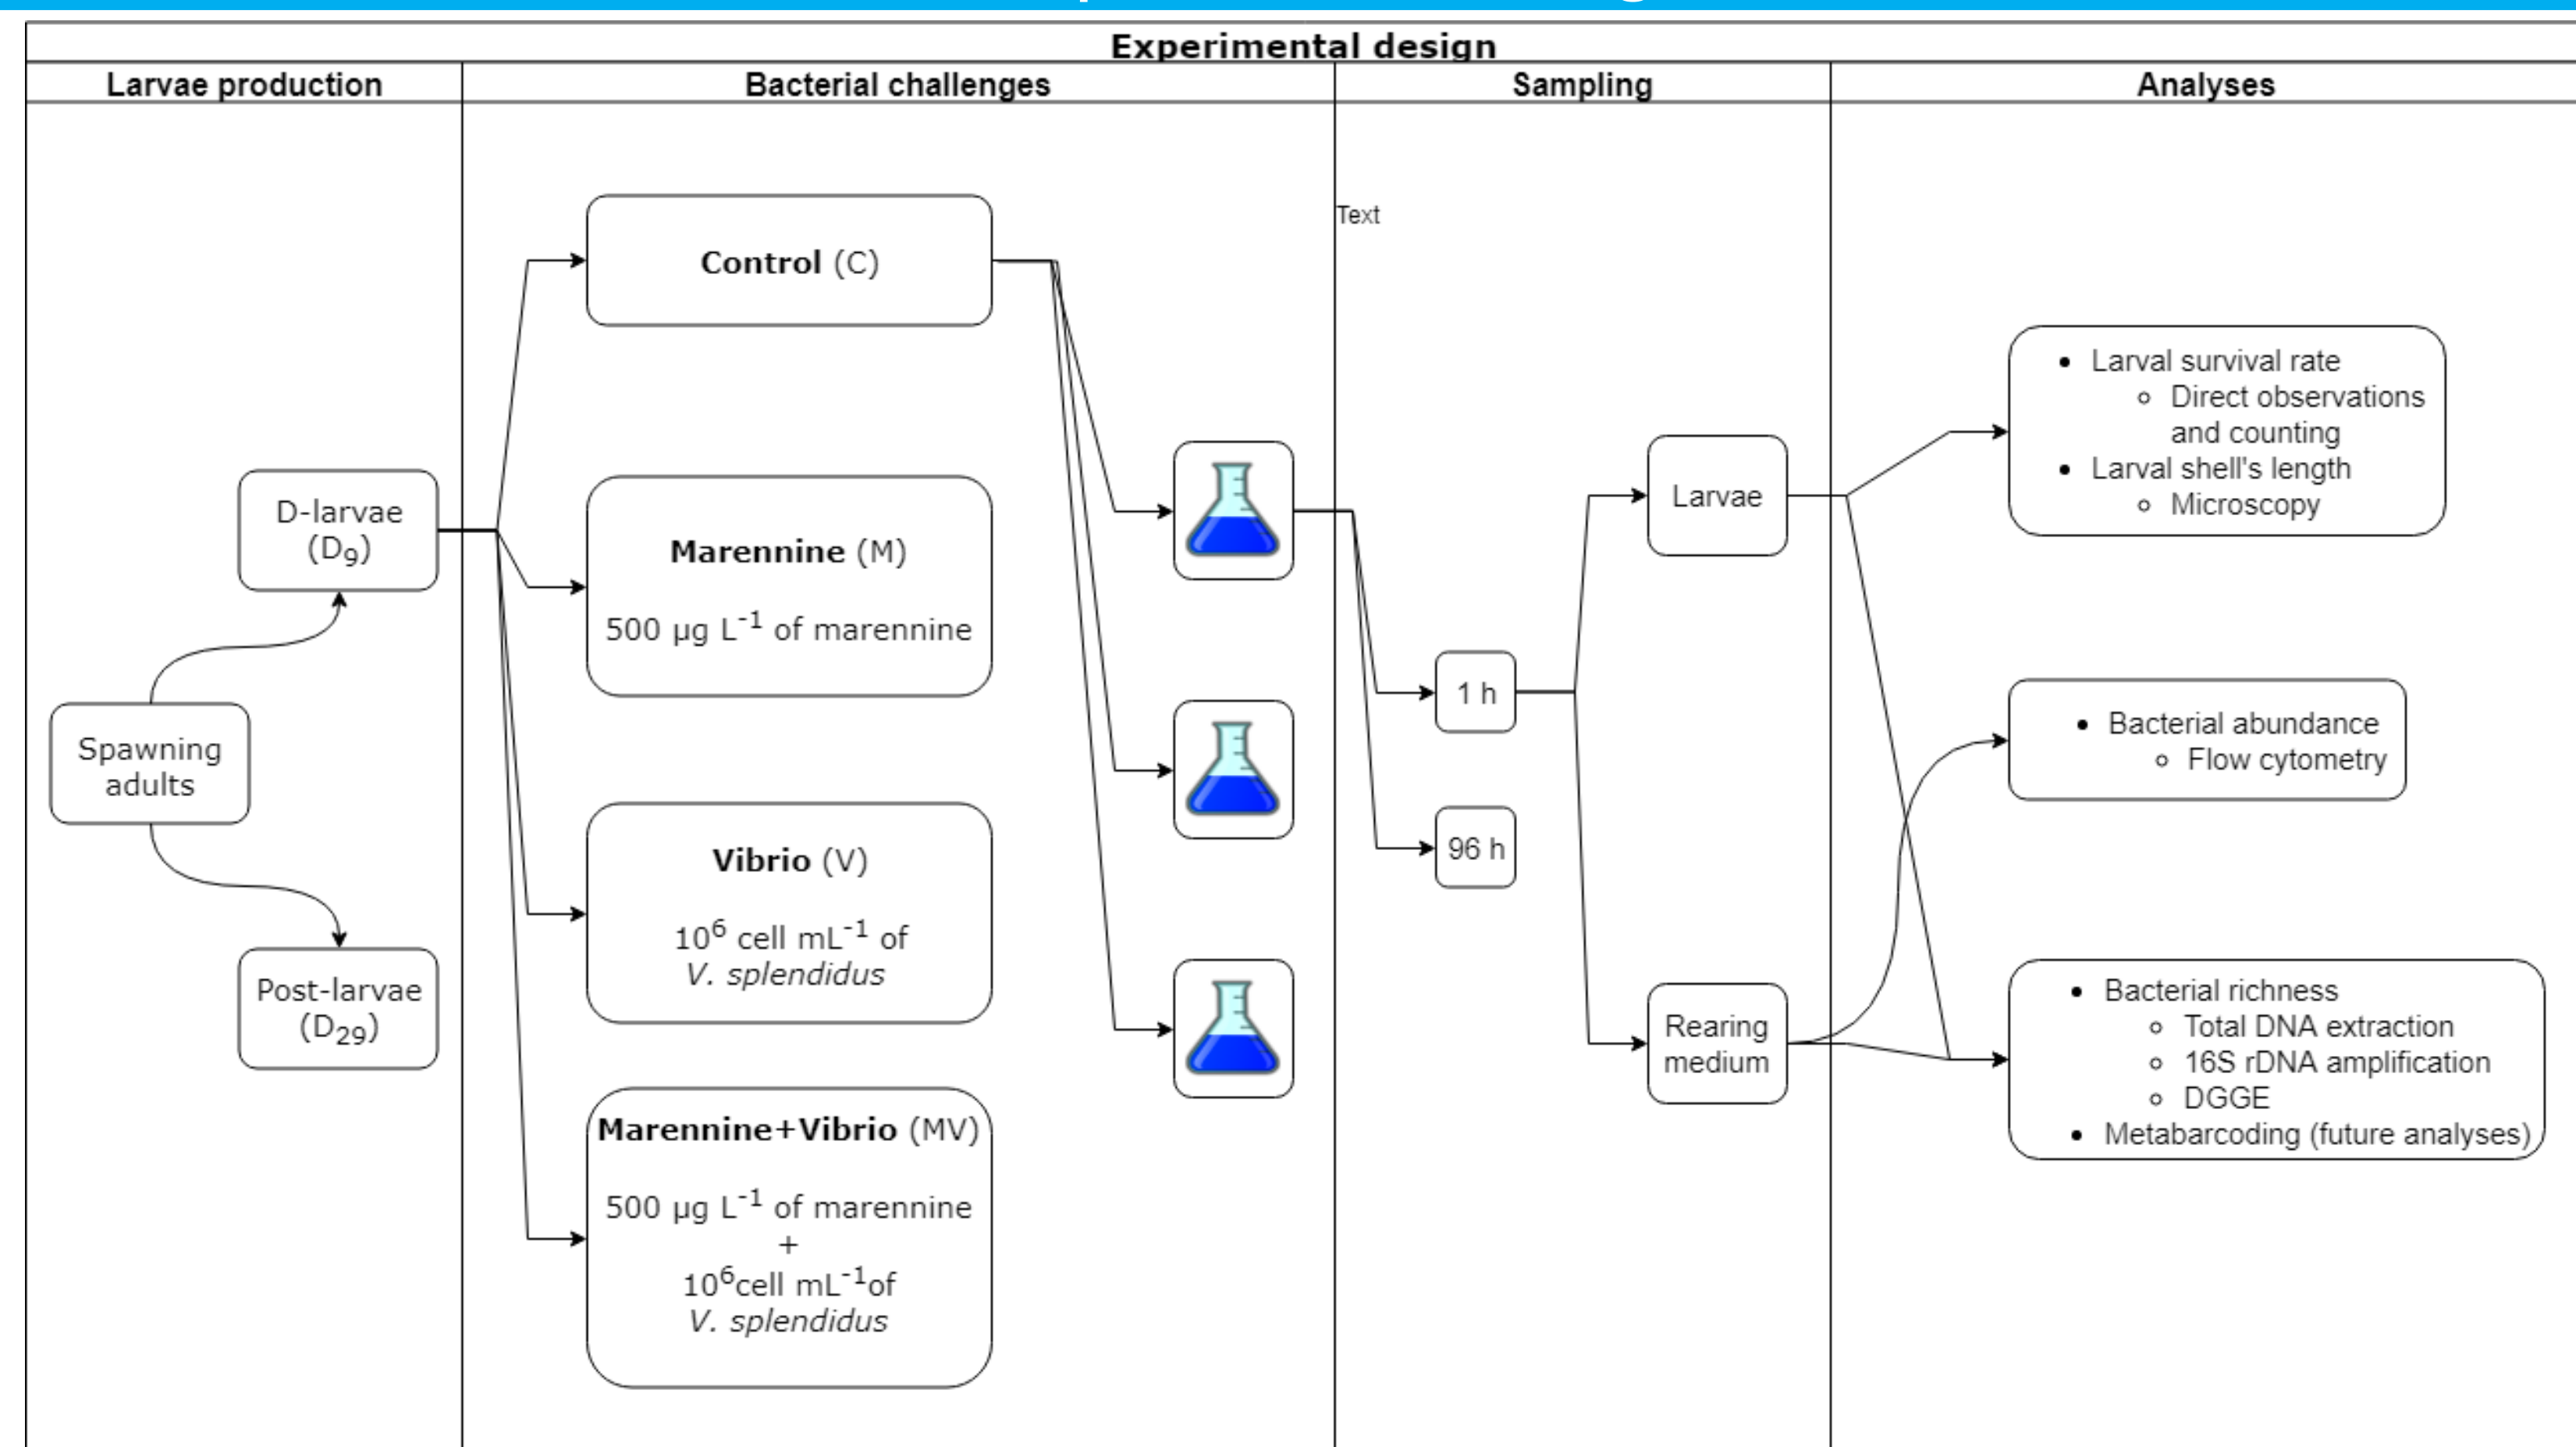 Experimental design
Larvae production
Bacterial challenges
Sampling
Analyses
Spawning
adults
D-larvae
(D₉)
Post-larvae
(D₂₉)
Control (C)
Marennine (M)
500 µg L⁻¹ of marennine
Vibrio (V)
10⁶ cell mL⁻¹ of
V. splendidus
Marennine+Vibrio (MV)
500 µg L⁻¹ of marennine
+
10⁶cell mL⁻¹of
V. splendidus
Text
1 h
96 h
Larvae
Rearing
medium
• Larval survival rate
○ Direct observations
and counting
• Larval shell's length
○ Microscopy
• Bacterial abundance
○ Flow cytometry
• Bacterial richness
○ Total DNA extraction
○ 16S rDNA amplification
○ DGGE
• Metabarcoding (future analyses)